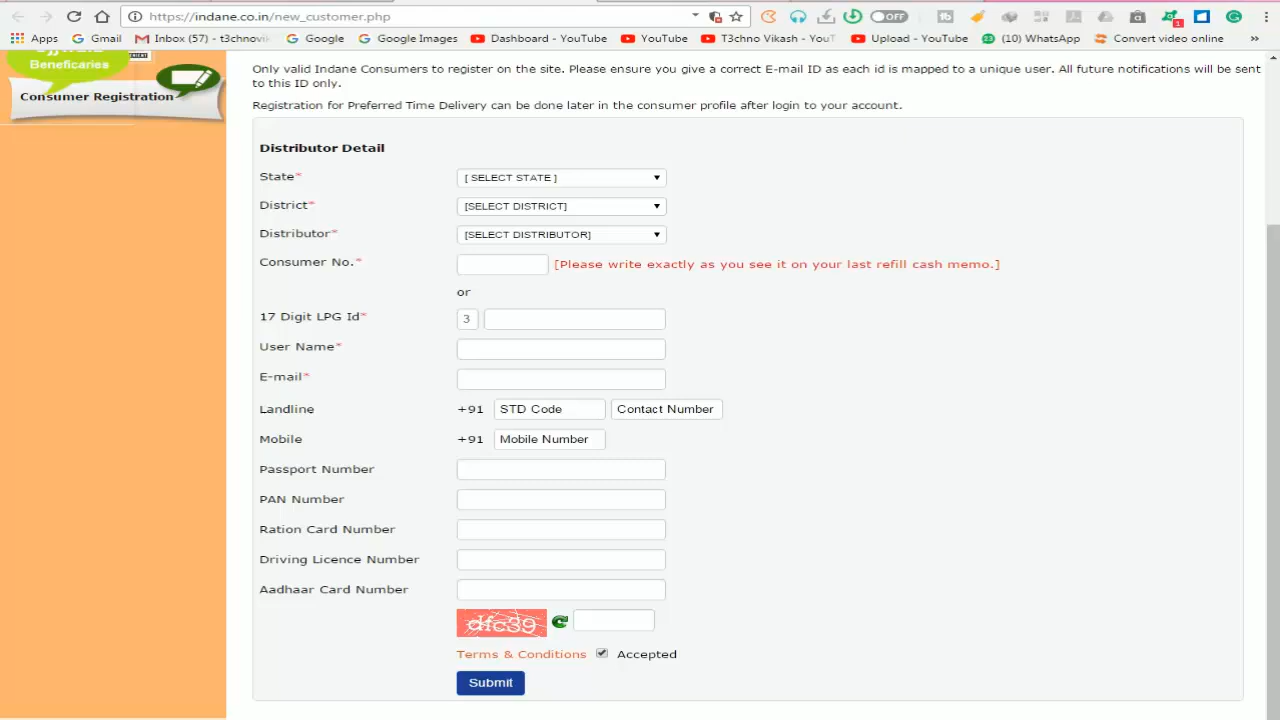 https://indane.co.in/new_customer.php
OFF
1
Apps Gmail Inbox (57) - t3chnovik Google Google Images Dashboard - YouTube YouTube T3chno Vikash - YouT Upload - YouTube (10) WhatsApp Convert video online »
Beneficaries
Consumer Registration
Only valid Indane Consumers to register on the site. Please ensure you give a correct E-mail ID as each id is mapped to a unique user. All future notifications will be sent
to this ID only.
Registration for Preferred Time Delivery can be done later in the consumer profile after login to your account.
Distributor Detail
State* [ SELECT STATE ]
District* [SELECT DISTRICT]
Distributor* [SELECT DISTRIBUTOR]
Consumer No.* [Please write exactly as you see it on your last refill cash memo.]
or
17 Digit LPG Id* 3
User Name*
E-mail*
Landline +91 STD Code Contact Number
Mobile +91 Mobile Number
Passport Number
PAN Number
Ration Card Number
Driving Licence Number
Aadhaar Card Number
dfc39
Terms & Conditions Accepted
Submit